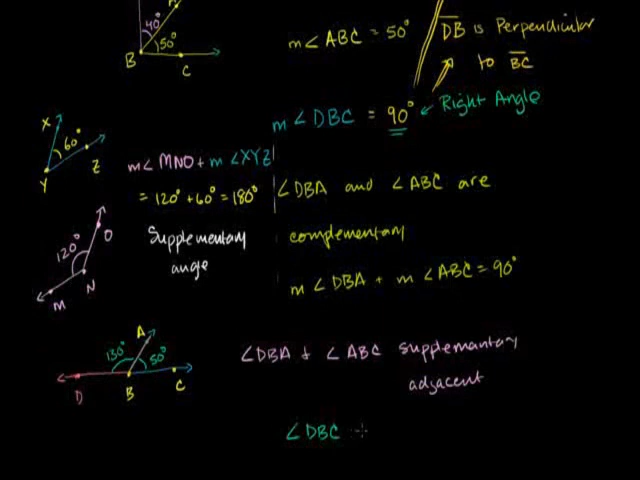 40°
A
50°
B
C
m∠ABC = 50°
DB is Perpendicular
to BC
m∠DBC = 90° ← Right Angle
X
60°
Y
Z
m∠MNO + m∠XYZ
= 120° + 60° = 180°
Supplementary
angle
∠DBA and ∠ABC are
complementary
m∠DBA + m∠ABC = 90°
120°
O
M
N
A
130°
50°
D
B
C
∠DBA + ∠ABC supplemantary
adjacent
∠DBC